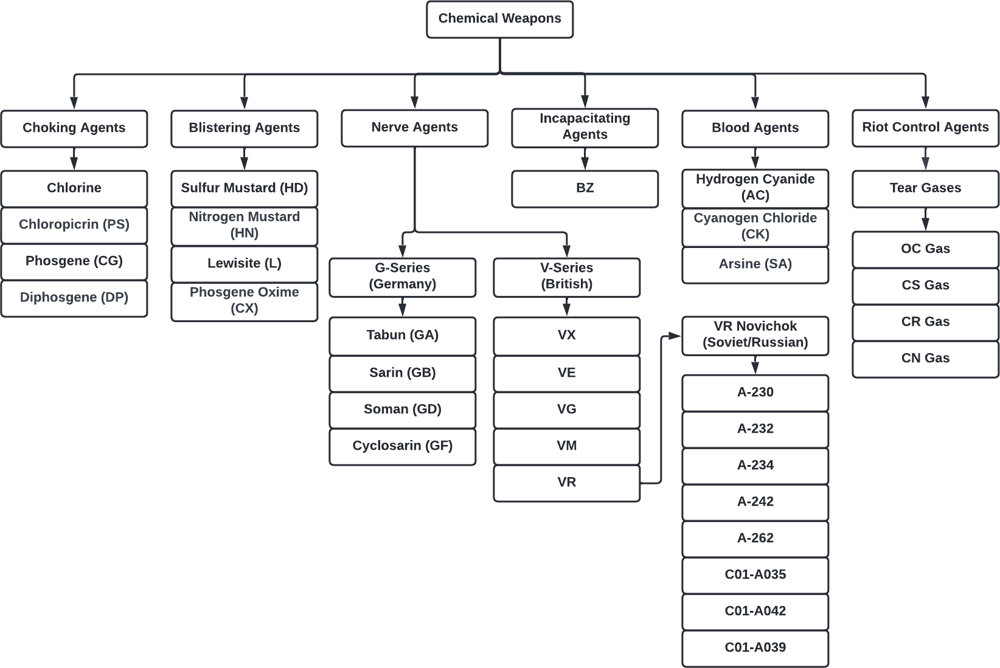 Chemical Weapons
Choking Agents
Blistering Agents
Nerve Agents
Incapacitating
Agents
Blood Agents
Riot Control Agents
Chlorine
Chloropicrin (PS)
Phosgene (CG)
Diphosgene (DP)
Sulfur Mustard (HD)
Nitrogen Mustard
(HN)
Lewisite (L)
Phosgene Oxime
(CX)
G-Series
(Germany)
Tabun (GA)
Sarin (GB)
Soman (GD)
Cyclosarin (GF)
V-Series
(British)
VX
VE
VG
VM
VR
BZ
Hydrogen Cyanide
(AC)
Cyanogen Chloride
(CK)
Arsine (SA)
VR Novichok
(Soviet/Russian)
A-230
A-232
A-234
A-242
A-262
C01-A035
C01-A042
C01-A039
Tear Gases
OC Gas
CS Gas
CR Gas
CN Gas